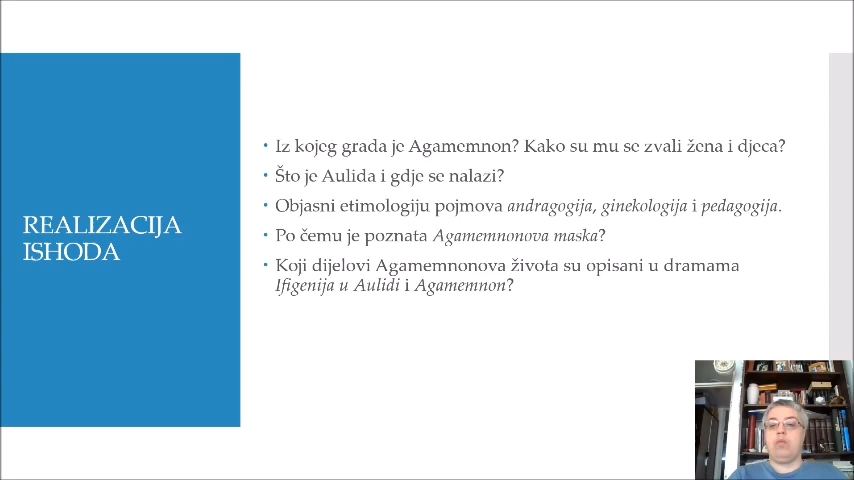 REALIZACIJA
ISHODA
• Iz kojeg grada je Agamemnon? Kako su mu se zvali žena i djeca?
• Što je Aulida i gdje se nalazi?
• Objasni etimologiju pojmova andragogija, ginekologija i pedagogija.
• Po čemu je poznata Agamemnonova maska?
• Koji dijelovi Agamemnonova života su opisani u dramama
Ifigenija u Aulidi i Agamemnon?